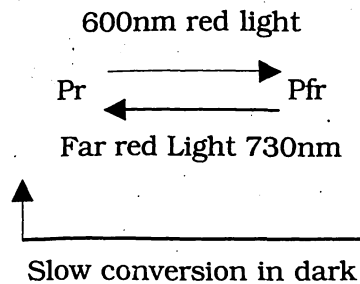 600nm red light
Pr Pfr
Far red Light 730nm
Slow conversion in dark